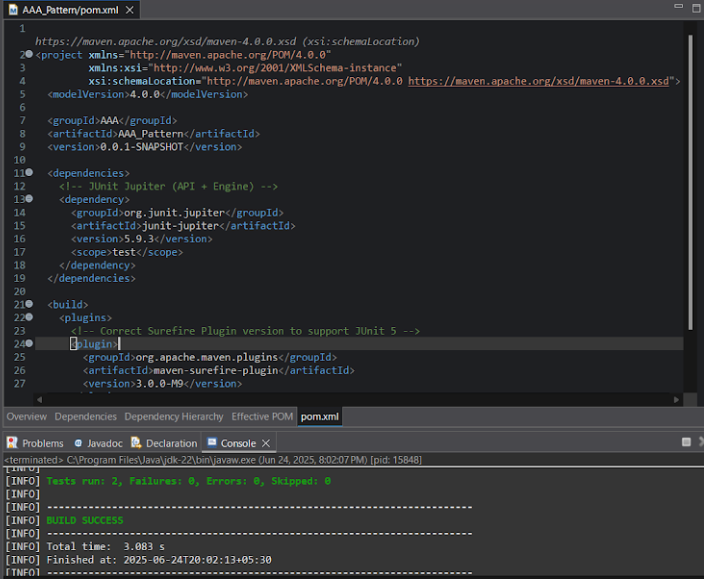 AAA_Pattern/pom.xml
1
https://maven.apache.org/xsd/maven-4.0.0.xsd (xsi:schemaLocation)
2 <project xmlns="http://maven.apache.org/POM/4.0.0"
3 xmlns:xsi="http://www.w3.org/2001/XMLSchema-instance"
4 xsi:schemaLocation="http://maven.apache.org/POM/4.0.0 https://maven.apache.org/xsd/maven-4.0.0.xsd">
5 <modelVersion>4.0.0</modelVersion>
6
7 <groupId>AAA</groupId>
8 <artifactId>AAA_Pattern</artifactId>
9 <version>0.0.1-SNAPSHOT</version>
10
11 <dependencies>
12 <!-- JUnit Jupiter (API + Engine) -->
13 <dependency>
14 <groupId>org.junit.jupiter</groupId>
15 <artifactId>junit-jupiter</artifactId>
16 <version>5.9.3</version>
17 <scope>test</scope>
18 </dependency>
19 </dependencies>
20
21 <build>
22 <plugins>
23 <!-- Correct Surefire Plugin version to support JUnit 5 -->
24 <plugin>
25 <groupId>org.apache.maven.plugins</groupId>
26 <artifactId>maven-surefire-plugin</artifactId>
27 <version>3.0.0-M9</version>
Overview Dependencies Dependency Hierarchy Effective POM pom.xml
Problems Javadoc Declaration Console
<terminated> C:\Program Files\Java\jdk-22\bin\javaw.exe (Jun 24, 2025, 8:02:07 PM) [pid: 15848]
[INFO]
[INFO] Tests run: 2, Failures: 0, Errors: 0, Skipped: 0
[INFO]
[INFO] ------------------------------------------------------------------------
[INFO] BUILD SUCCESS
[INFO] ------------------------------------------------------------------------
[INFO] Total time:  3.083 s
[INFO] Finished at: 2025-06-24T20:02:13+05:30
[INFO] ------------------------------------------------------------------------